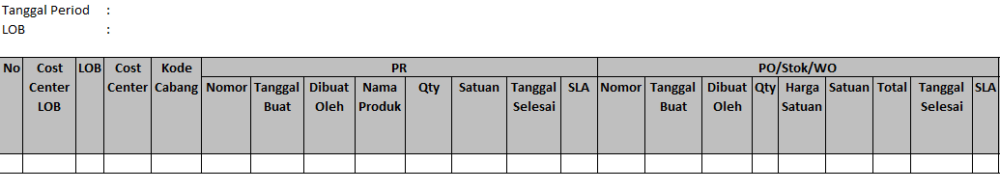 Tanggal Period :
LOB :
No Cost Center LOB LOB Cost Center Kode Cabang PR PO/Stok/WO
Nomor Tanggal Buat Dibuat Oleh Nama Produk Qty Satuan Tanggal Selesai SLA Nomor Tanggal Buat Dibuat Oleh Qty Harga Satuan Satuan Total Tanggal Selesai SLA